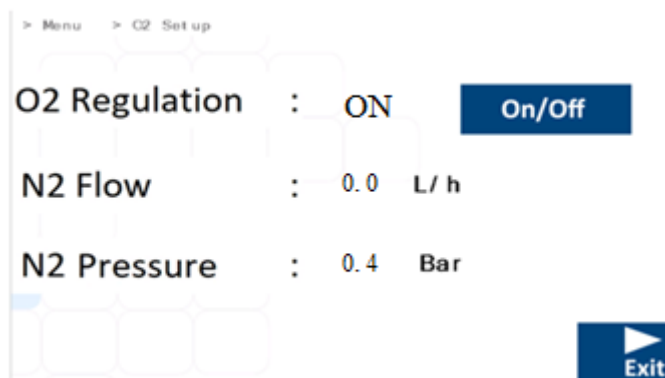 > Menu > O2 Set up
O2 Regulation : ON On/Off
N2 Flow : 0.0 L/h
N2 Pressure : 0.4 Bar
Exit